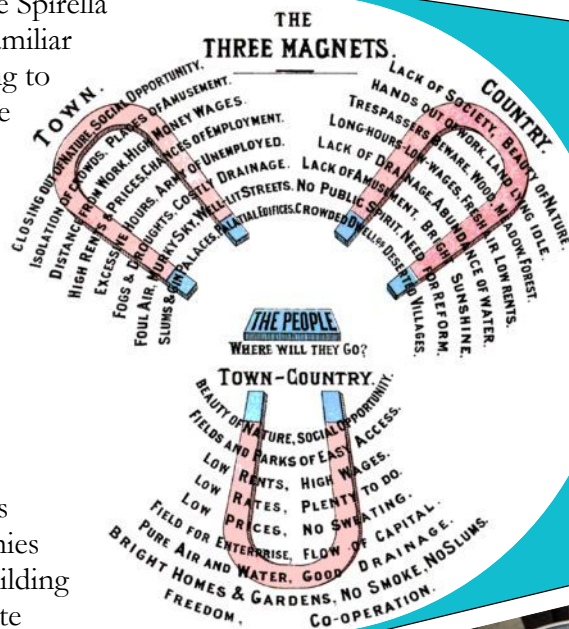 e Spirella
amiliar
g to
e
THE
THREE MAGNETS.
TOWN.
CLOSING OUT OF NATURE. SOCIAL OPPORTUNITY.
ISOLATION OF CROWDS. PLACES OF AMUSEMENT.
DISTANCE FROM WORK. HIGH MONEY WAGES.
HIGH RENTS & PRICES. CHANCES OF EMPLOYMENT.
EXCESSIVE HOURS. ARMY OF UNEMPLOYED.
FOGS & DROUGHTS. COSTLY DRAINAGE.
FOUL AIR. MURKY SKY. WELL-LIT STREETS.
SLUMS & GIN PALACES. PALATIAL EDIFICES.
COUNTRY.
LACK OF SOCIETY. BEAUTY OF NATURE.
HANDS OUT OF WORK. LAND LYING IDLE.
TRESPASSERS BEWARE. WOOD, MEADOW, FOREST.
LONG-HOURS-LOW-WAGES. FRESH AIR LOW RENTS.
LACK OF DRAINAGE. ABUNDANCE OF WATER.
LACK OF AMUSEMENT. BRIGHT SUNSHINE.
NO PUBLIC SPIRIT. NEED FOR REFORM.
CROWDED DWELLGS DESERTED VILLAGES.
THE PEOPLE
WHERE WILL THEY GO?
TOWN-COUNTRY.
BEAUTY OF NATURE, SOCIAL OPPORTUNITY.
FIELDS AND PARKS OF EASY ACCESS.
LOW RENTS, HIGH WAGES.
LOW RATES, PLENTY TO DO.
LOW PRICES, NO SWEATING.
FIELD FOR ENTERPRISE, FLOW OF CAPITAL.
PURE AIR AND WATER, GOOD DRAINAGE.
BRIGHT HOMES & GARDENS, NO SMOKE, NO SLUMS.
FREEDOM, CO-OPERATION.
s
nies
ilding
te